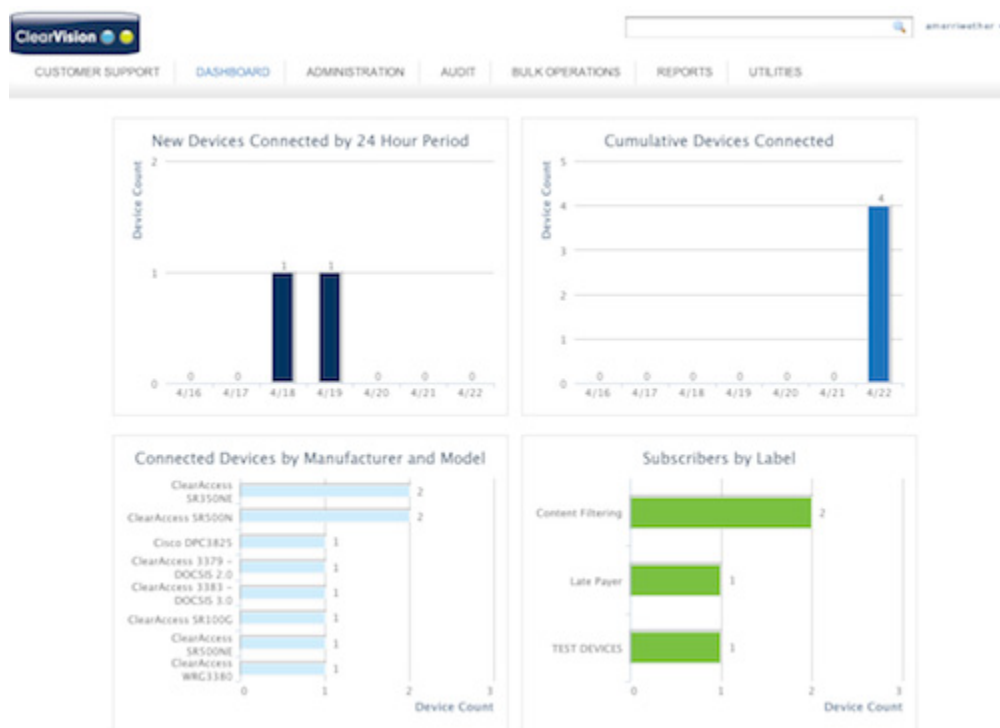 ClearVision
amerriweather
CUSTOMER SUPPORT DASHBOARD ADMINISTRATION AUDIT BULK OPERATIONS REPORTS UTILITIES
New Devices Connected by 24 Hour Period
Device Count
2
1
0
1 1
0 0 0 0 0
4/16 4/17 4/18 4/19 4/20 4/21 4/22
Cumulative Devices Connected
Device Count
5
4
3
2
1
0
4
0 0 0 0 0 0
4/16 4/17 4/18 4/19 4/20 4/21 4/22
Connected Devices by Manufacturer and Model
ClearAccess
SR350NE
2
ClearAccess SR500N 2
Cisco DPC3825 1
ClearAccess 3379 -
DOCSIS 2.0
1
ClearAccess 3383 -
DOCSIS 3.0
1
ClearAccess SR100G 1
ClearAccess
SR500NE
1
ClearAccess
WRG3380
1
0 1 2 3
Device Count
Subscribers by Label
Content Filtering 2
Late Payer 1
TEST DEVICES 1
0 1 2 3
Device Count